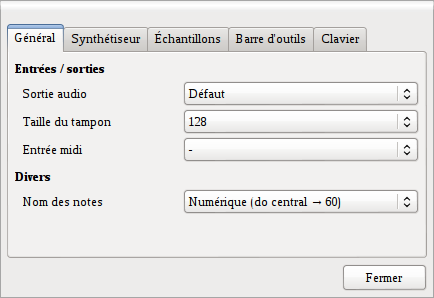 Général Synthétiseur Échantillons Barre d'outils Clavier
Entrées / sorties
Sortie audio Défaut
Taille du tampon 128
Entrée midi -
Divers
Nom des notes Numérique (do central → 60)
Fermer